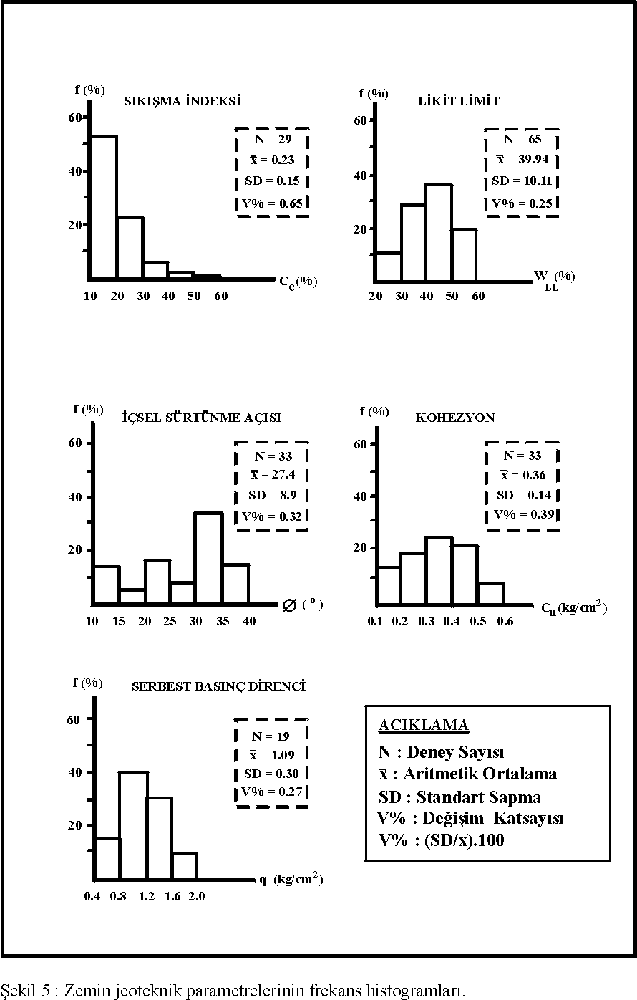 f (%)
SIKIŞMA İNDEKSİ
60
40
20
N = 29
x̄ = 0.23
SD = 0.15
V% = 0.65
Cc (%)
10 20 30 40 50 60
f (%)
LİKİT LİMİT
60
40
20
N = 65
x̄ = 39.94
SD = 10.11
V% = 0.25
WLL (%)
20 30 40 50 60
f (%)
İÇSEL SÜRTÜNME AÇISI
60
40
20
N = 33
x̄ = 27.4
SD = 8.9
V% = 0.32
Ø ( º )
10 15 20 25 30 35 40
f (%)
KOHEZYON
60
40
20
N = 33
x̄ = 0.36
SD = 0.14
V% = 0.39
Cu (kg/cm²)
0.1 0.2 0.3 0.4 0.5 0.6
f (%)
SERBEST BASINÇ DİRENCİ
60
40
20
N = 19
x̄ = 1.09
SD = 0.30
V% = 0.27
q (kg/cm²)
0.4 0.8 1.2 1.6 2.0
AÇIKLAMA
N : Deney Sayısı
x̄ : Aritmetik Ortalama
SD : Standart Sapma
V% : Değişim Katsayısı
V% : (SD/x).100
Şekil 5 : Zemin jeoteknik parametrelerinin frekans histogramları.